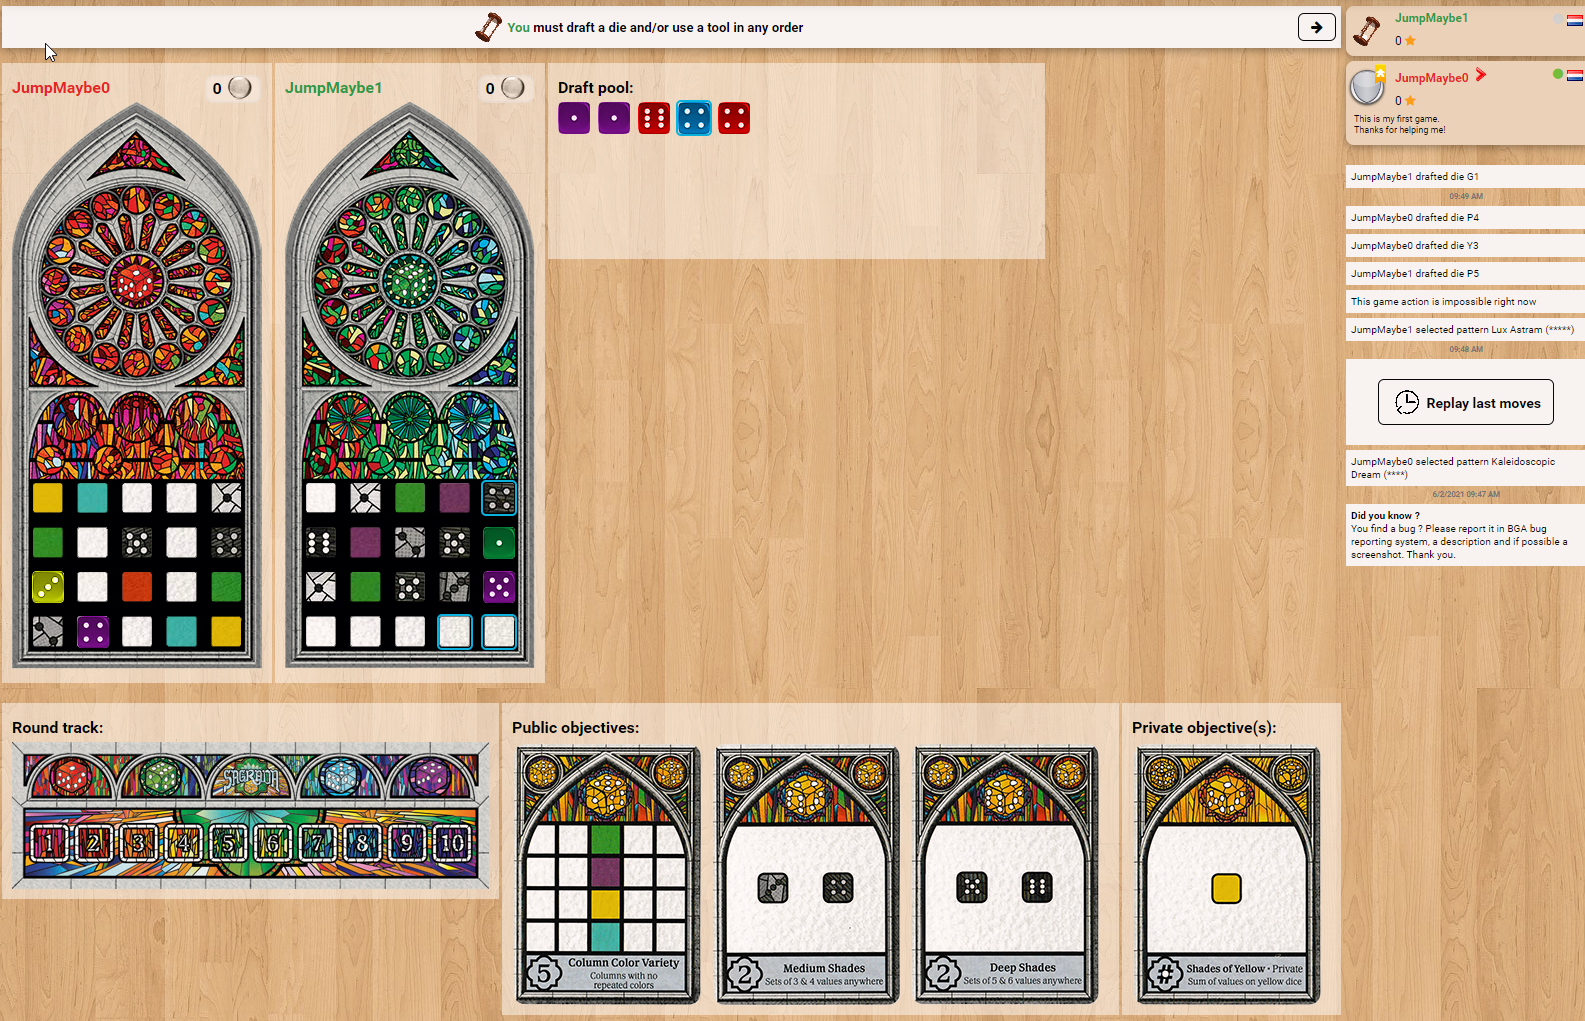 You must draft a die and/or use a tool in any order
JumpMaybe0
0
JumpMaybe1
0
Draft pool:
JumpMaybe1
0
JumpMaybe0
0
This is my first game.
Thanks for helping me!
JumpMaybe1 drafted die G1
09:49 AM
JumpMaybe0 drafted die P4
JumpMaybe0 drafted die Y3
JumpMaybe1 drafted die P5
This game action is impossible right now
JumpMaybe1 selected pattern Lux Astram (*****)
09:48 AM
Replay last moves
JumpMaybe0 selected pattern Kaleidoscopic
Dream (****)
6/2/2021 09:47 AM
Did you know ?
You find a bug ? Please report it in BGA bug
reporting system, a description and if possible a
screenshot. Thank you.
Round track:
SAGRADA
1 2 3 4 5 6 7 8 9 10
Public objectives:
5
Column Color Variety
Columns with no
repeated colors
2
Medium Shades
Sets of 3 & 4 values anywhere
2
Deep Shades
Sets of 5 & 6 values anywhere
Private objective(s):
#
Shades of Yellow • Private
Sum of values on yellow dice